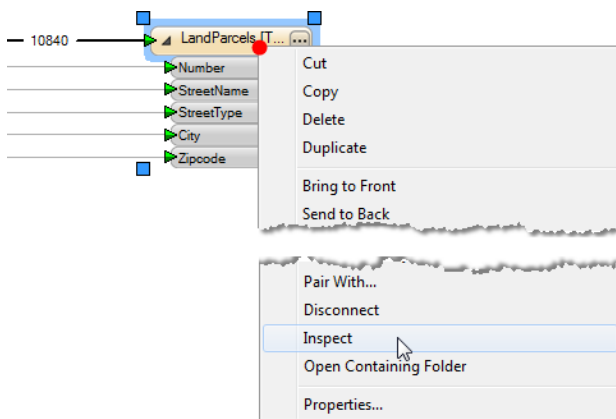 10840
LandParcels [T... ...
Number
StreetName
StreetType
City
Zipcode
Cut
Copy
Delete
Duplicate
Bring to Front
Send to Back
Pair With...
Disconnect
Inspect
Open Containing Folder
Properties...